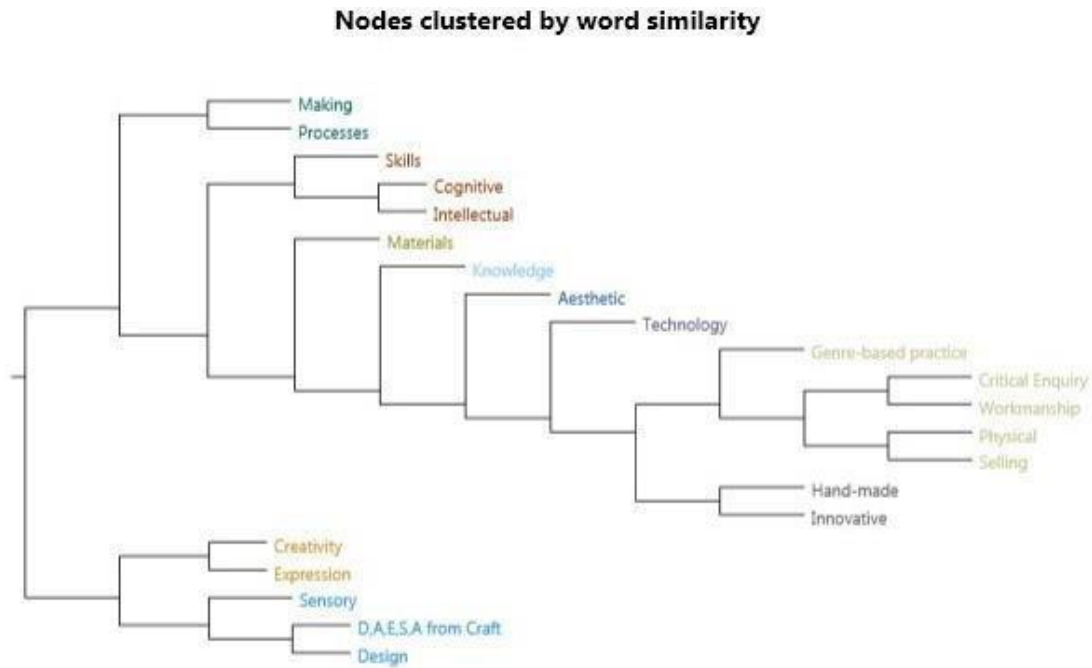 Nodes clustered by word similarity
Making
Processes
Skills
Cognitive
Intellectual
Materials
Knowledge
Aesthetic
Technology
Genre-based practice
Critical Enquiry
Workmanship
Physical
Selling
Hand-made
Innovative
Creativity
Expression
Sensory
D,A,E,S,A from Craft
Design